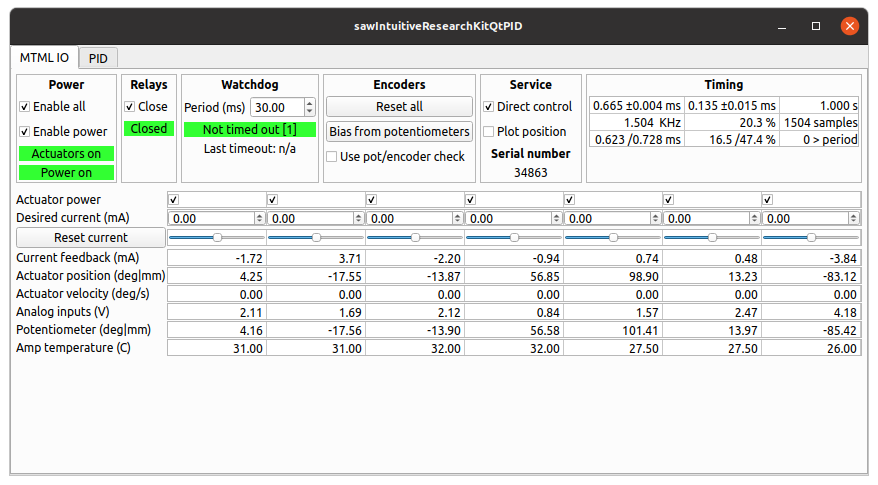 sawIntuitiveResearchKitQtPID
MTML IO PID
Power Relays Watchdog Encoders Service Timing
Enable all Close Period (ms) 30.00 Reset all Direct control 0.665 ±0.004 ms 0.135 ±0.015 ms 1.000 s
Enable power Closed Not timed out [1] Bias from potentiometers Plot position 1.504 KHz 20.3 % 1504 samples
Actuators on Last timeout: n/a Use pot/encoder check Serial number 0.623 /0.728 ms 16.5 /47.4 % 0 > period
Power on 34863
Actuator power
Desired current (mA) 0.00 0.00 0.00 0.00 0.00 0.00 0.00
Reset current
Current feedback (mA) -1.72 3.71 -2.20 -0.94 0.74 0.48 -3.84
Actuator position (deg|mm) 4.25 -17.55 -13.87 56.85 98.90 13.23 -83.12
Actuator velocity (deg/s) 0.00 0.00 0.00 0.00 0.00 0.00 0.00
Analog inputs (V) 2.11 1.69 2.12 0.84 1.57 2.47 4.18
Potentiometer (deg|mm) 4.16 -17.56 -13.90 56.58 101.41 13.97 -85.42
Amp temperature (C) 31.00 31.00 32.00 32.00 27.50 27.50 26.00